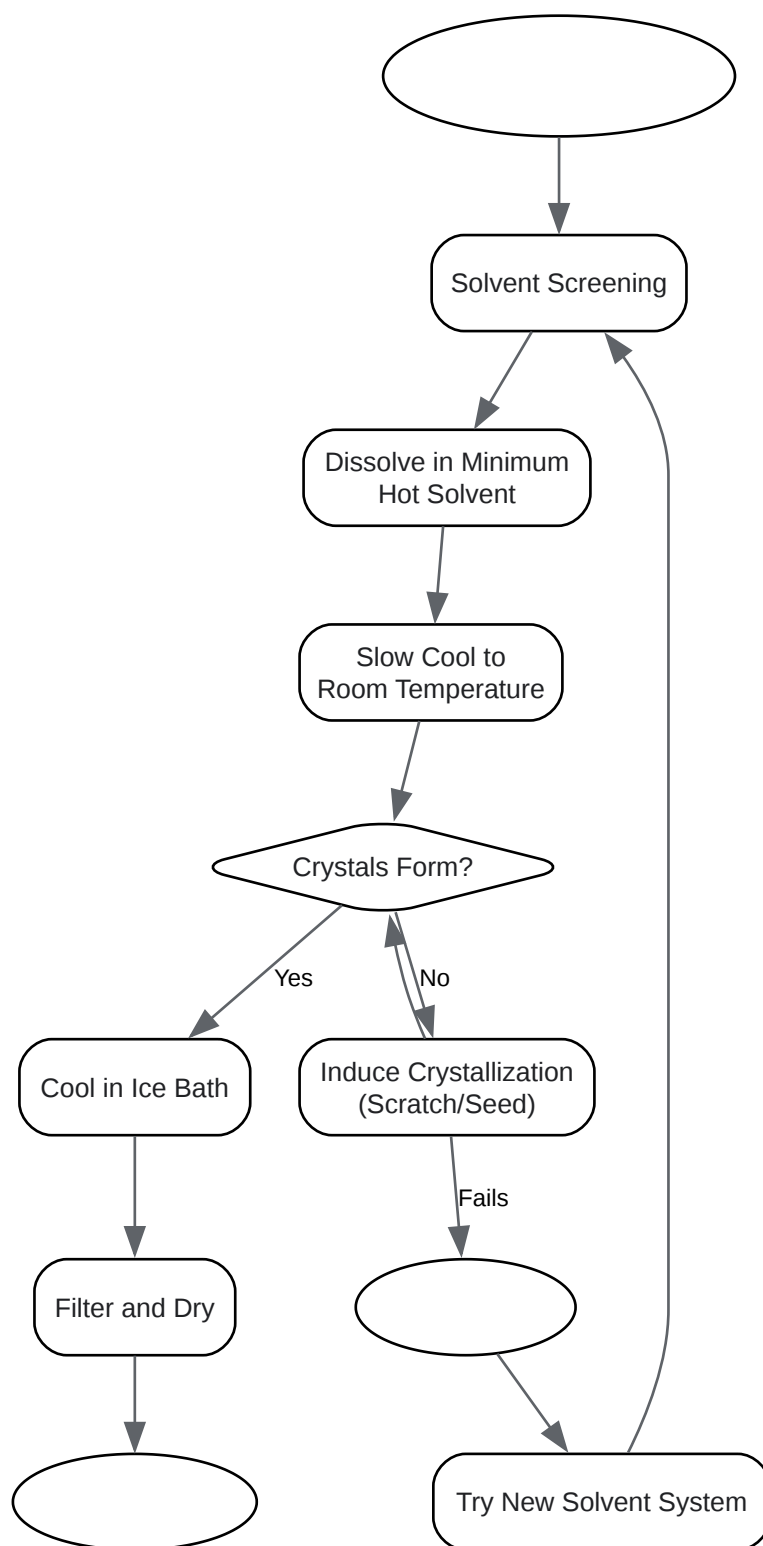 Solvent Screening
Dissolve in Minimum
Hot Solvent
Slow Cool to
Room Temperature
Crystals Form?
Yes
No
Cool in Ice Bath
Induce Crystallization
(Scratch/Seed)
Fails
Filter and Dry
Try New Solvent System